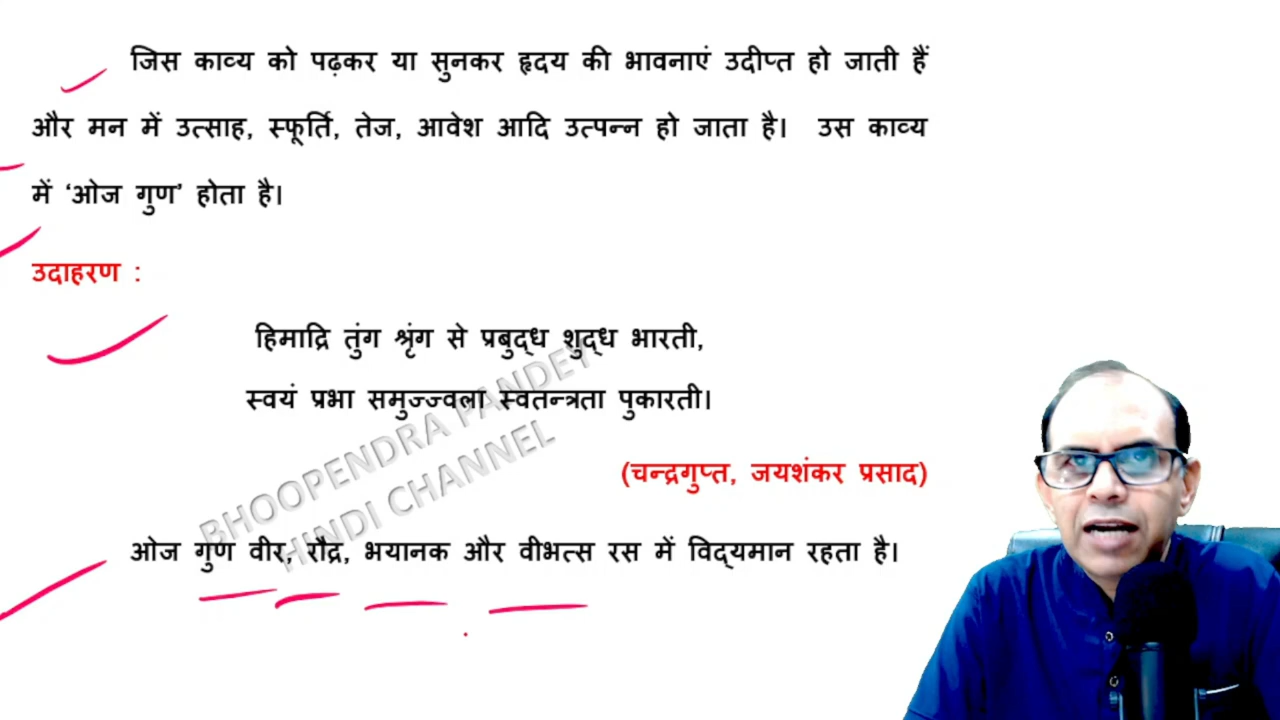 जिस काव्य को पढ़कर या सुनकर हृदय की भावनाएं उदीप्त हो जाती हैं
और मन में उत्साह, स्फूर्ति, तेज, आवेश आदि उत्पन्न हो जाता है। उस काव्य
में ‘ओज गुण’ होता है।
उदाहरण :
हिमाद्रि तुंग श्रृंग से प्रबुद्ध शुद्ध भारती,
स्वयं प्रभा समुज्ज्वला स्वतन्त्रता पुकारती।
(चन्द्रगुप्त, जयशंकर प्रसाद)
ओज गुण वीर, रौद्र, भयानक और वीभत्स रस में विद्यमान रहता है।
BHOOPENDRA PANDEY
HINDI CHANNEL